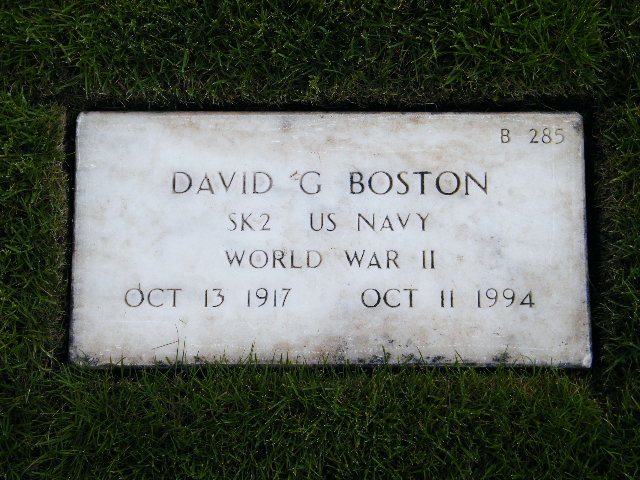 B 285
DAVID G BOSTON
SK2 US NAVY
WORLD WAR II
OCT 13 1917 OCT 11 1994